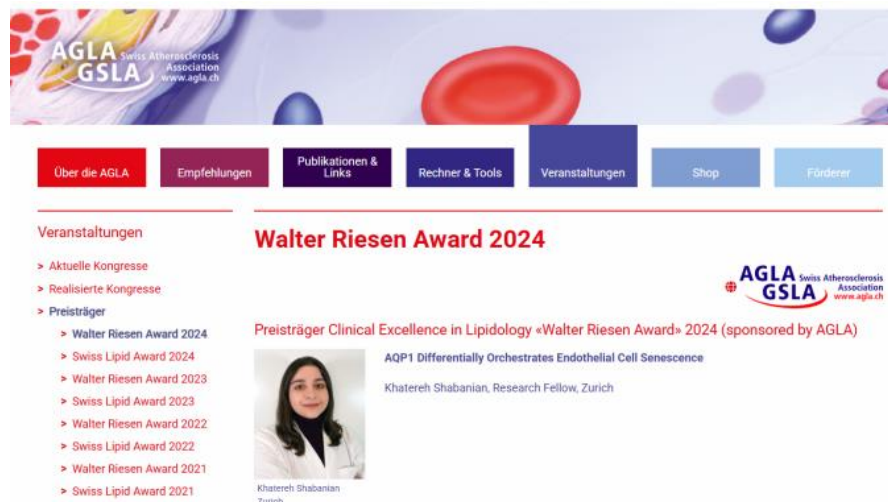 AGLA Swiss Atherosclerosis
GSLA Association
www.agla.ch
Über die AGLA
Empfehlungen
Publikationen &
Links
Rechner & Tools
Veranstaltungen
Shop
Förderer
Veranstaltungen
> Aktuelle Kongresse
> Realisierte Kongresse
> Preisträger
> Walter Riesen Award 2024
> Swiss Lipid Award 2024
> Walter Riesen Award 2023
> Swiss Lipid Award 2023
> Walter Riesen Award 2022
> Swiss Lipid Award 2022
> Walter Riesen Award 2021
> Swiss Lipid Award 2021
Walter Riesen Award 2024
AGLA Swiss Atherosclerosis
GSLA Association
www.agla.ch
Preisträger Clinical Excellence in Lipidology «Walter Riesen Award» 2024 (sponsored by AGLA)
AQP1 Differentially Orchestrates Endothelial Cell Senescence
Khatereh Shabanian, Research Fellow, Zurich
Khatereh Shabanian
Zurich